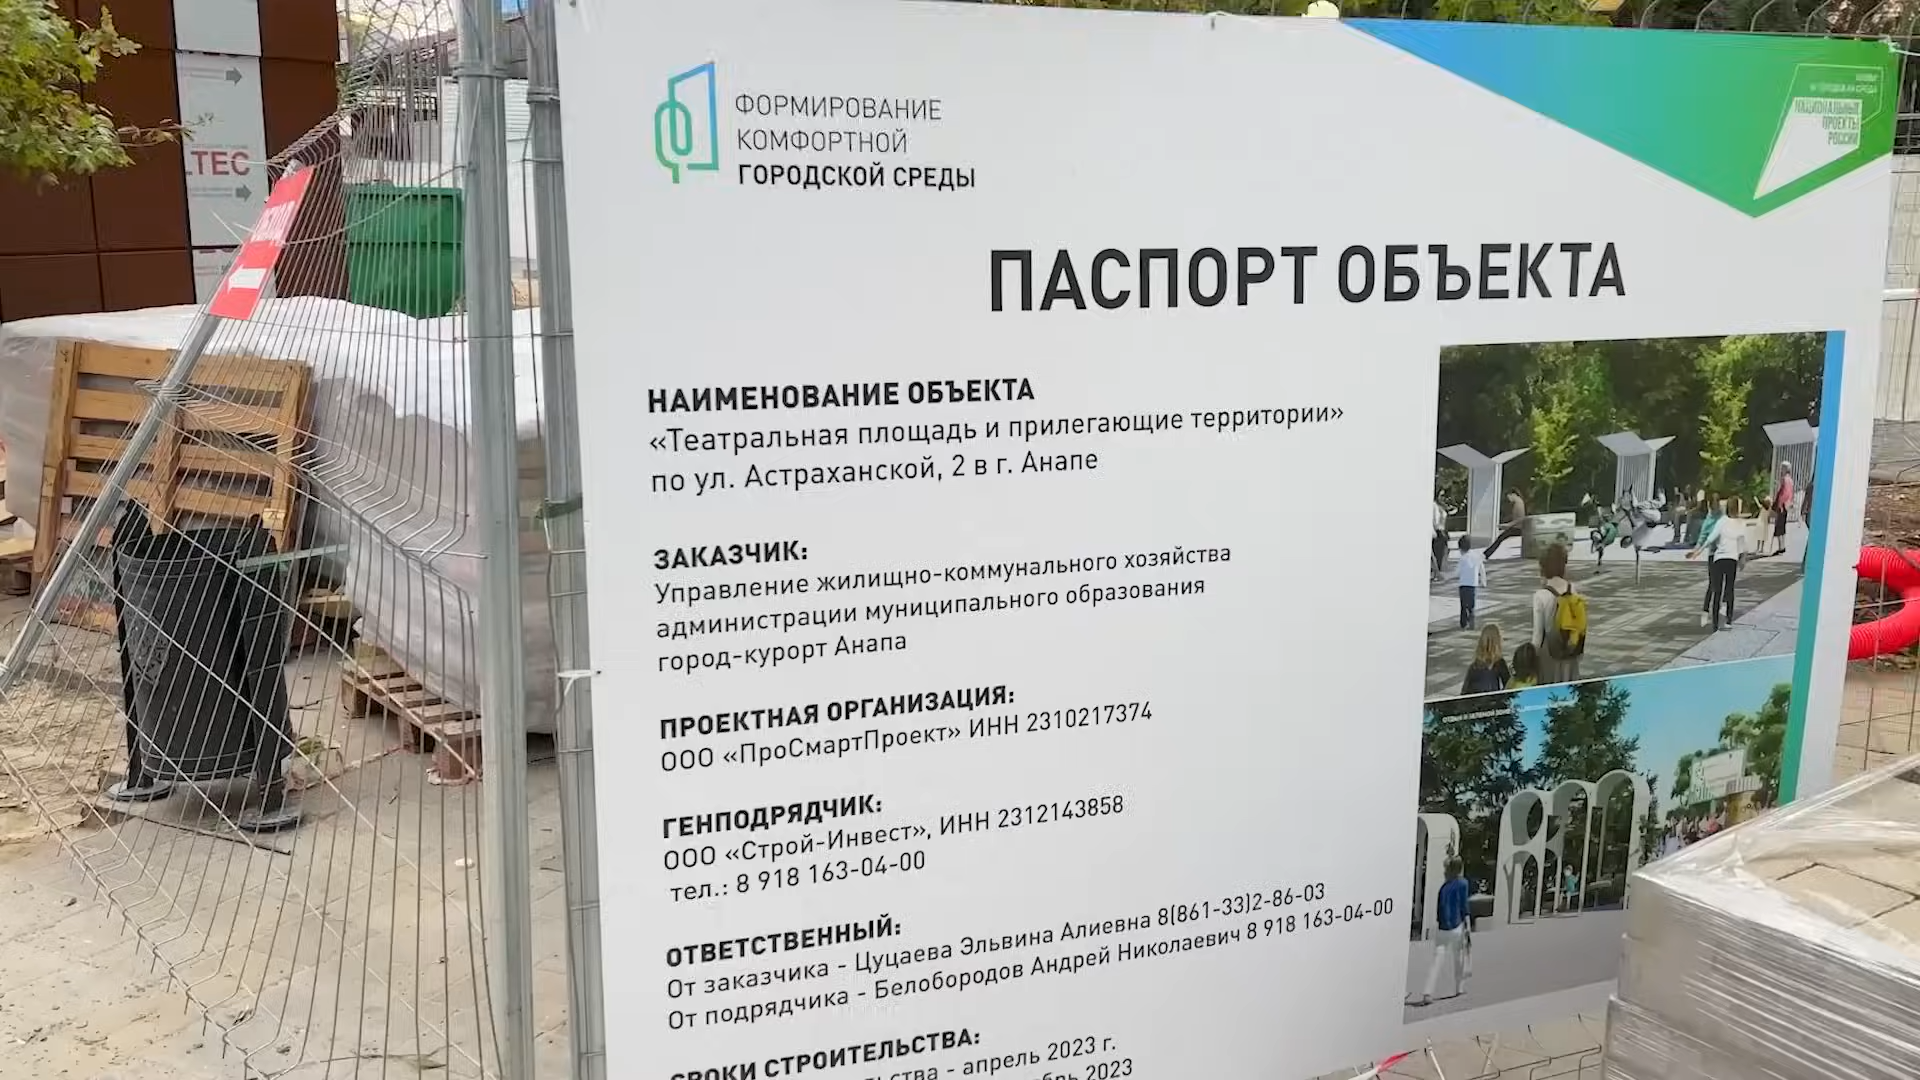 ФОРМИРОВАНИЕ
КОМФОРТНОЙ
ГОРОДСКОЙ СРЕДЫ
НАЦИОНАЛЬНЫЕ
ПРОЕКТЫ
РОССИИ
LTEC
ОБХОД
ПАСПОРТ ОБЪЕКТА
НАИМЕНОВАНИЕ ОБЪЕКТА
«Театральная площадь и прилегающие территории»
по ул. Астраханской, 2 в г. Анапе
ЗАКАЗЧИК:
Управление жилищно-коммунального хозяйства
администрации муниципального образования
город-курорт Анапа
ПРОЕКТНАЯ ОРГАНИЗАЦИЯ:
ООО «ПроСмартПроект» ИНН 2310217374
ГЕНПОДРЯДЧИК:
ООО «Строй-Инвест», ИНН 2312143858
тел.: 8 918 163-04-00
ОТВЕТСТВЕННЫЙ:
От заказчика - Цуцаева Эльвина Алиевна 8(861-33)2-86-03
От подрядчика - Белобородов Андрей Николаевич 8 918 163-04-00
СРОКИ СТРОИТЕЛЬСТВА:
- апрель 2023 г.
2023